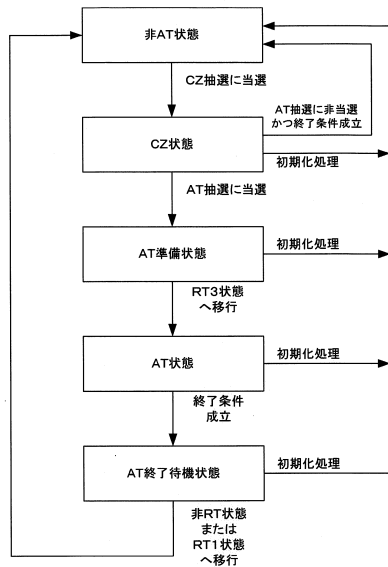 非AT状態
CZ抽選に当選
AT抽選に非当選
かつ終了条件成立
CZ状態
初期化処理
AT抽選に当選
AT準備状態
初期化処理
RT3状態
へ移行
AT状態
初期化処理
終了条件
成立
AT終了待機状態
初期化処理
非RT状態
または
RT1状態
へ移行